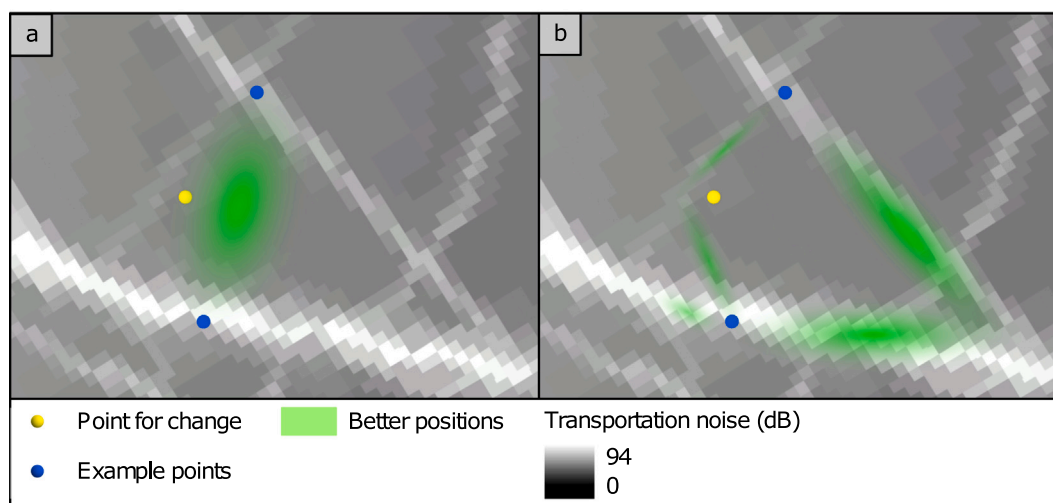 a
b
Point for change
Better positions
Transportation noise (dB)
Example points
94
0